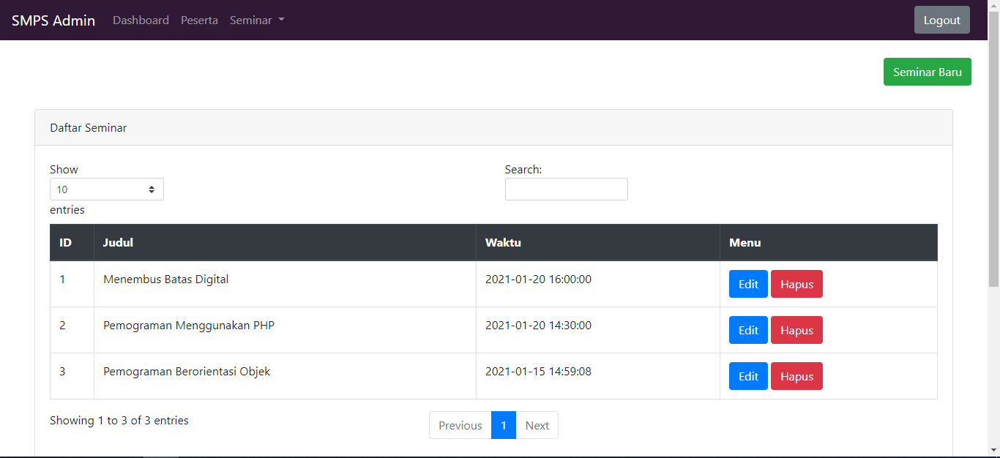 SMPS Admin Dashboard Peserta Seminar Logout
Seminar Baru
Daftar Seminar
Show Search:
10
entries
ID Judul Waktu Menu
1 Menembus Batas Digital 2021-01-20 16:00:00 Edit Hapus
2 Pemograman Menggunakan PHP 2021-01-20 14:30:00 Edit Hapus
3 Pemograman Berorientasi Objek 2021-01-15 14:59:08 Edit Hapus
Showing 1 to 3 of 3 entries Previous 1 Next